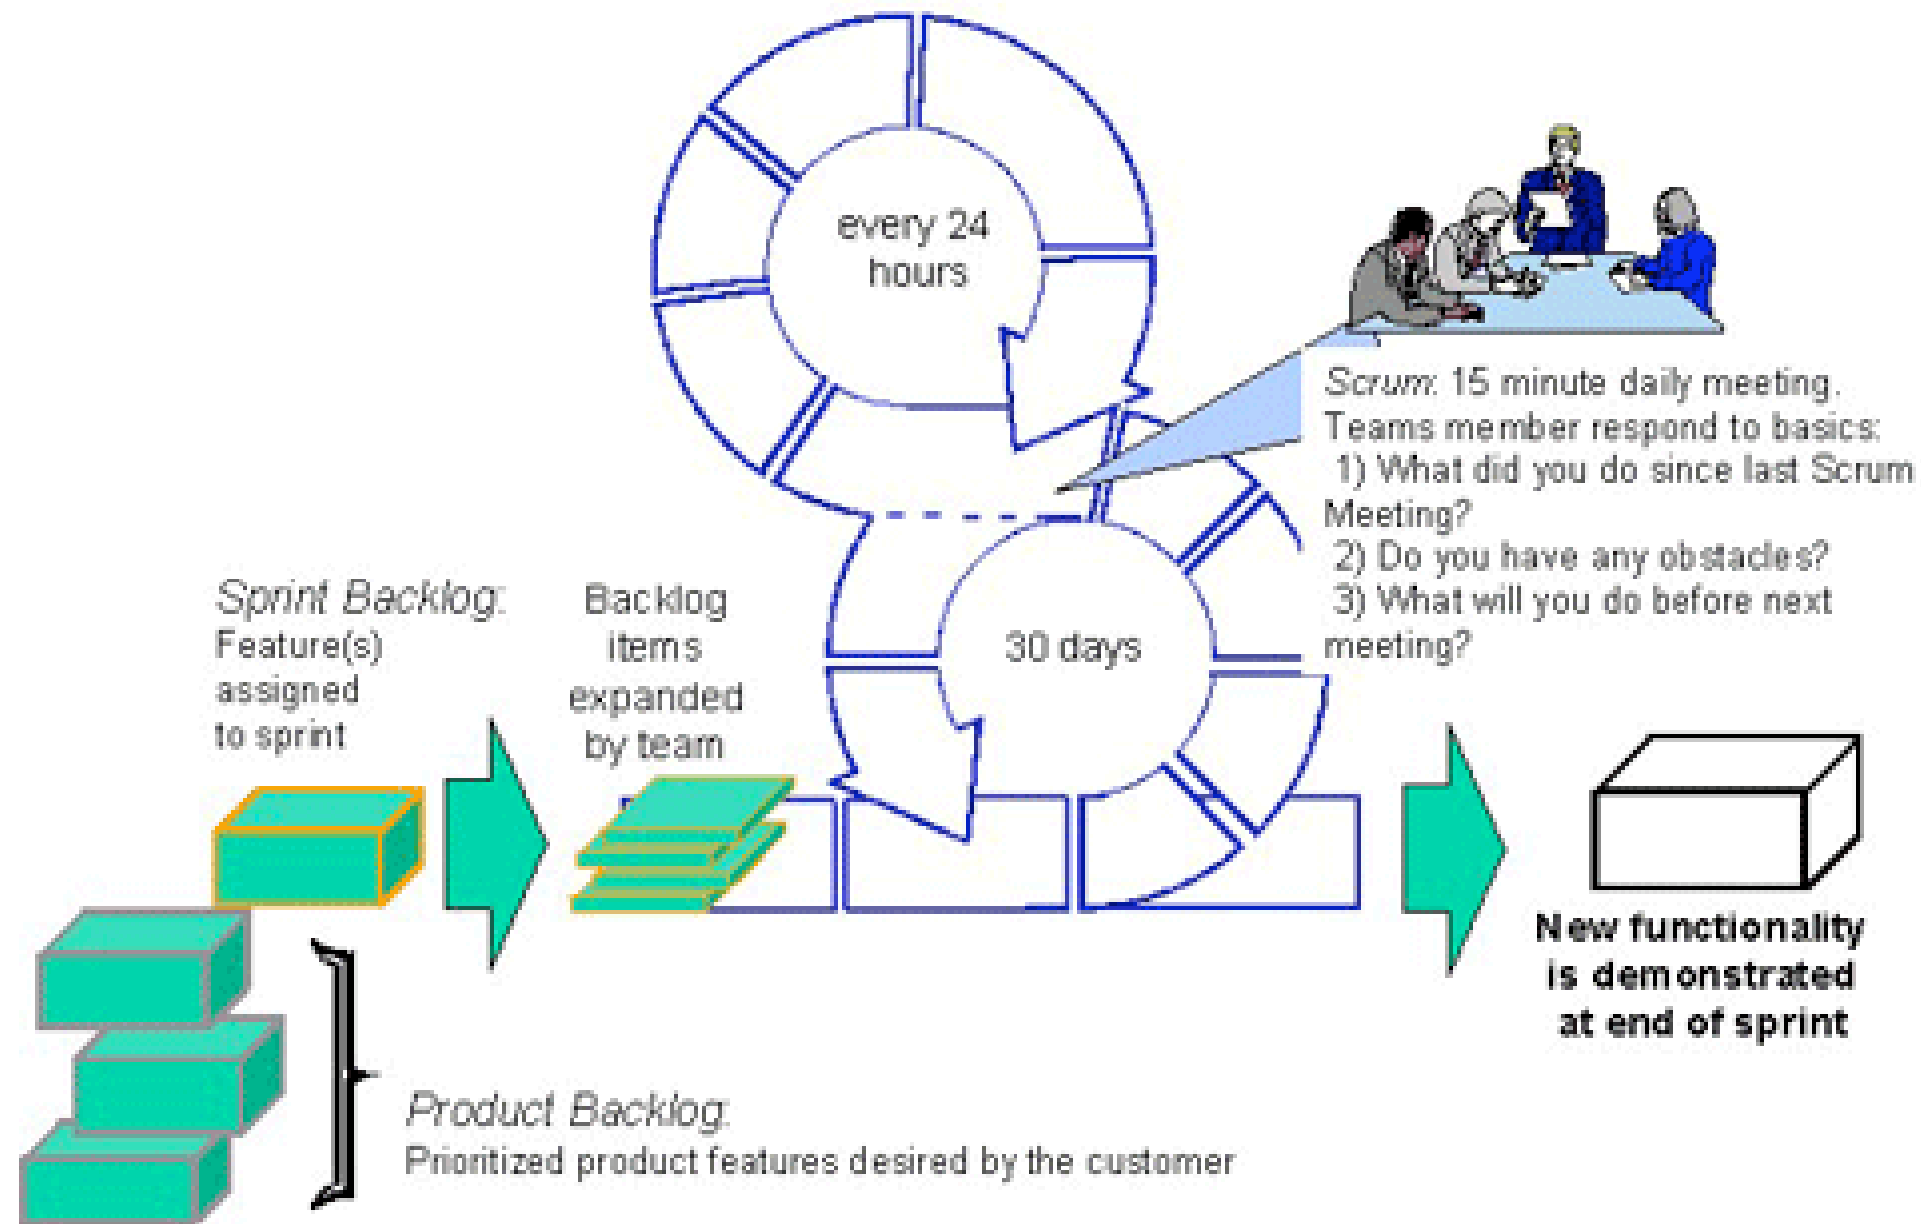 every 24
hours
Scrum: 15 minute daily meeting.
Teams member respond to basics:
1) What did you do since last Scrum
Meeting?
2) Do you have any obstacles?
3) What will you do before next
meeting?
Sprint Backlog:
Feature(s)
assigned
to sprint
Backlog
items
expanded
by team
30 days
New functionality
is demonstrated
at end of sprint
Product Backlog:
Prioritized product features desired by the customer